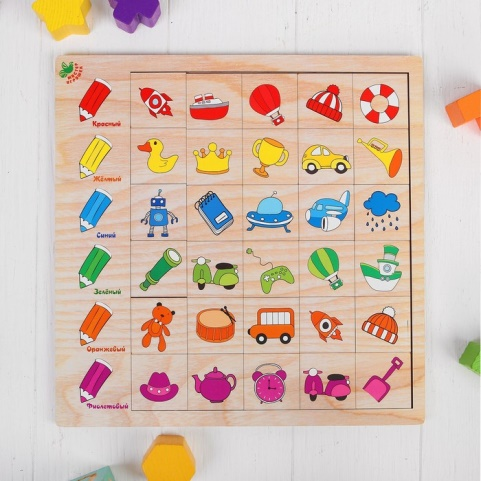 Красный
Жёлтый
Синий
Зелёный
Оранжевый
Фиолетовый